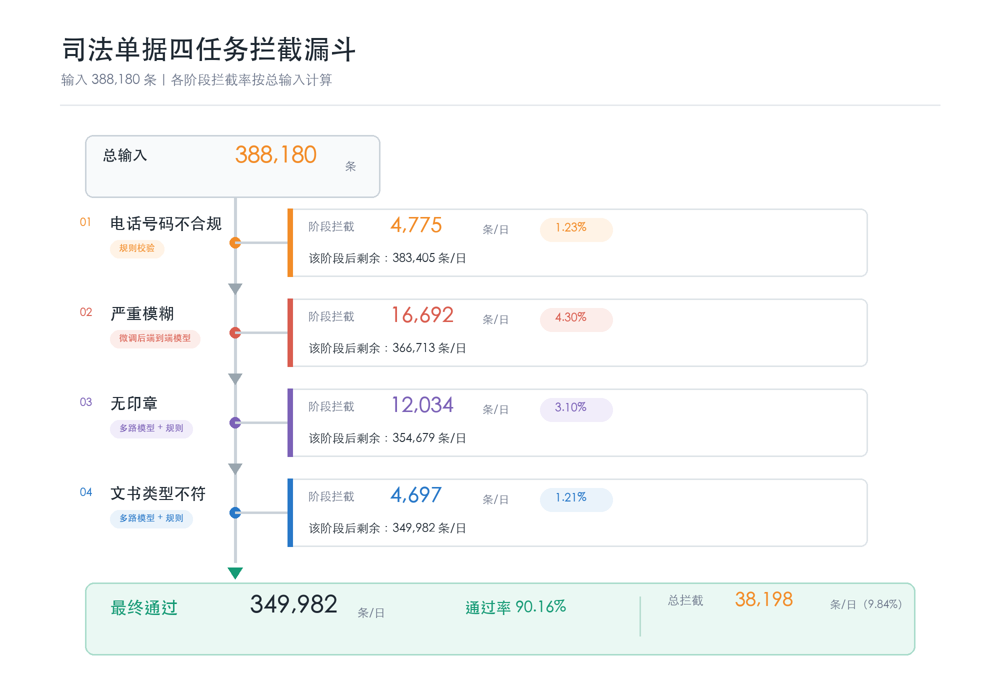 司法单据四任务拦截漏斗
输入 388,180 条 | 各阶段拦截率按总输入计算
总输入 388,180 条
01 电话号码不合规
规则校验
阶段拦截 4,775 条/日 1.23%
该阶段后剩余：383,405 条/日
02 严重模糊
微调后端到端模型
阶段拦截 16,692 条/日 4.30%
该阶段后剩余：366,713 条/日
03 无印章
多路模型 + 规则
阶段拦截 12,034 条/日 3.10%
该阶段后剩余：354,679 条/日
04 文书类型不符
多路模型 + 规则
阶段拦截 4,697 条/日 1.21%
该阶段后剩余：349,982 条/日
最终通过 349,982 条/日 通过率 90.16% 总拦截 38,198 条/日（9.84%）